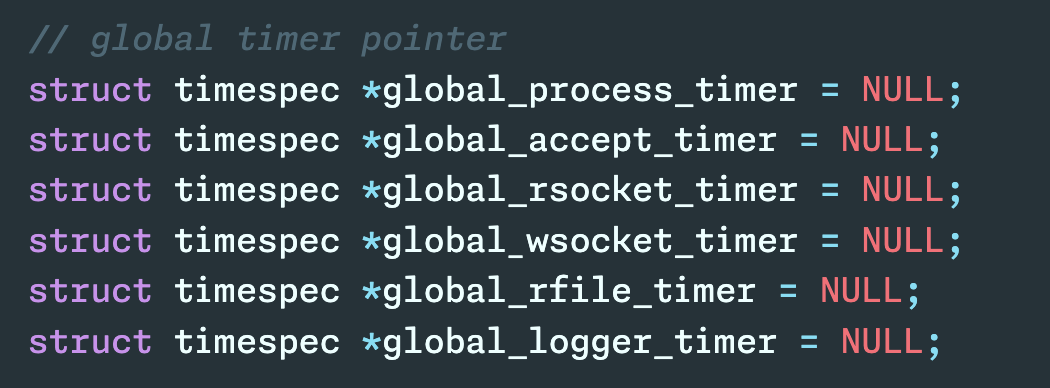 // global timer pointer
struct timespec *global_process_timer = NULL;
struct timespec *global_accept_timer = NULL;
struct timespec *global_rsocket_timer = NULL;
struct timespec *global_wsocket_timer = NULL;
struct timespec *global_rfile_timer = NULL;
struct timespec *global_logger_timer = NULL;